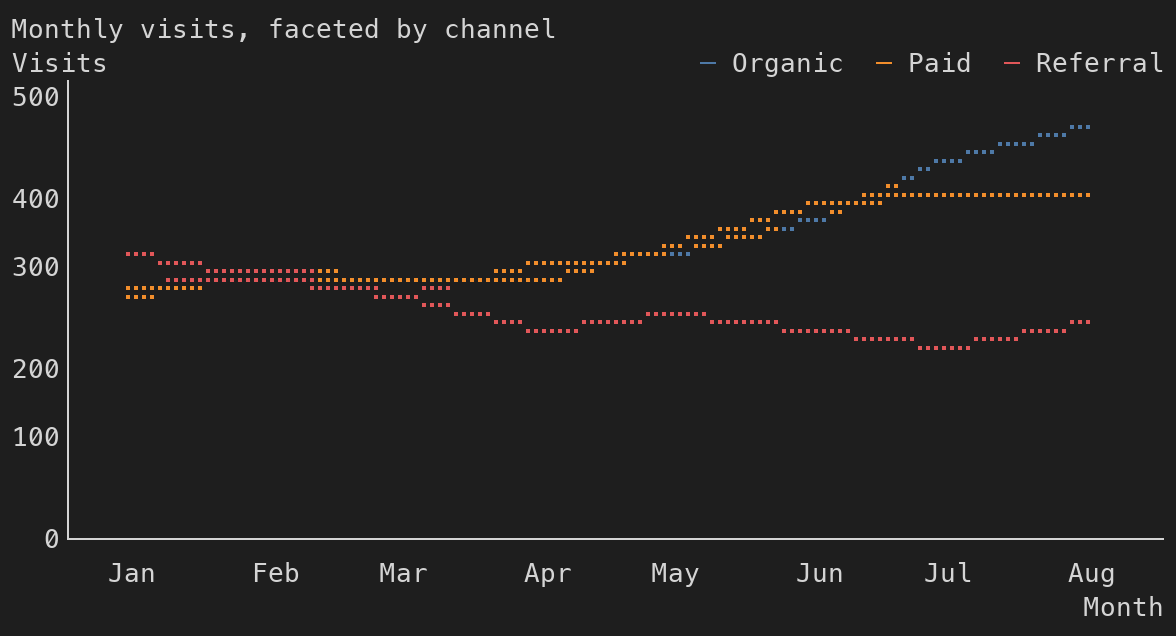 Monthly visits, faceted by channel
Visits — Organic — Paid — Referral
500
400
300
200
100
0
Jan Feb Mar Apr May Jun Jul Aug
Month